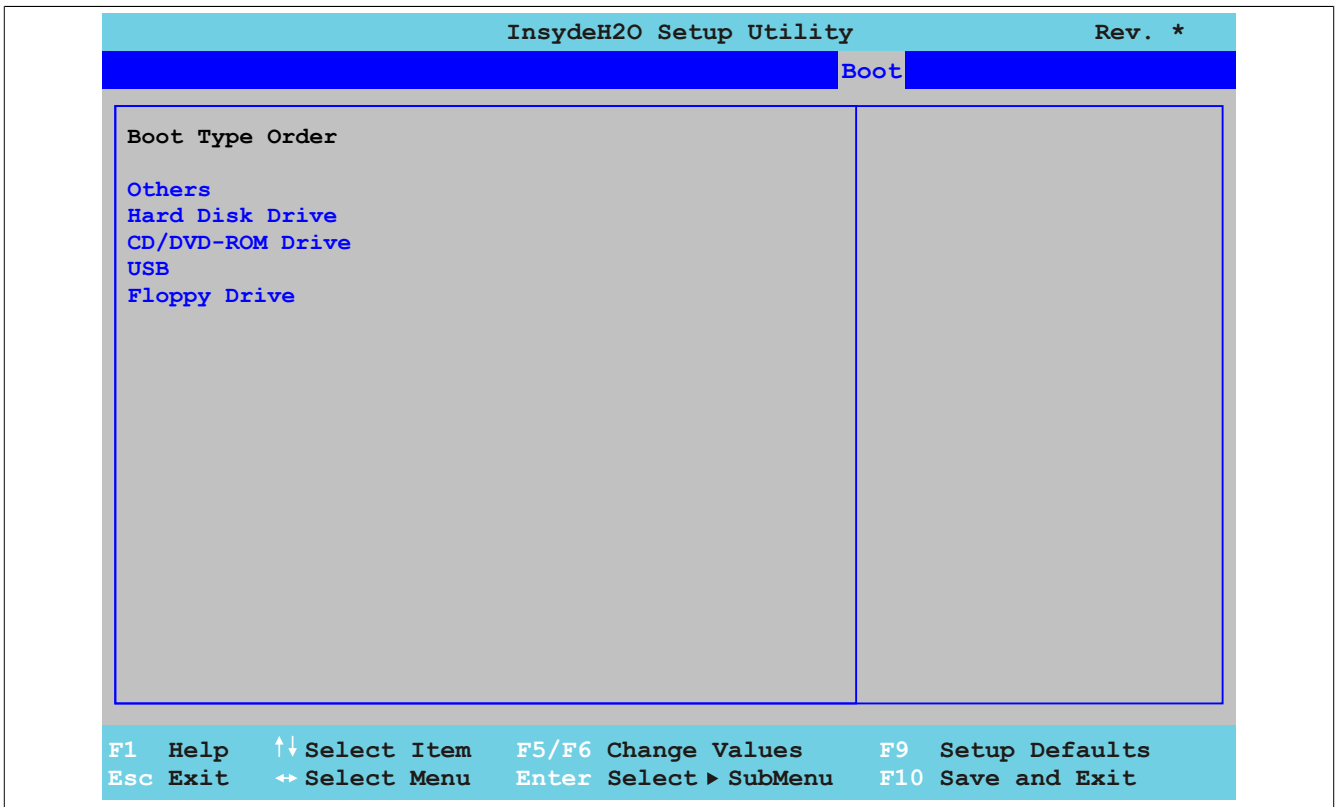 InsydeH2O Setup Utility Rev. *
Boot
Boot Type Order
Others
Hard Disk Drive
CD/DVD-ROM Drive
USB
Floppy Drive
F1 Help ↑↓ Select Item F5/F6 Change Values F9 Setup Defaults
Esc Exit ↔ Select Menu Enter Select ▶ SubMenu F10 Save and Exit